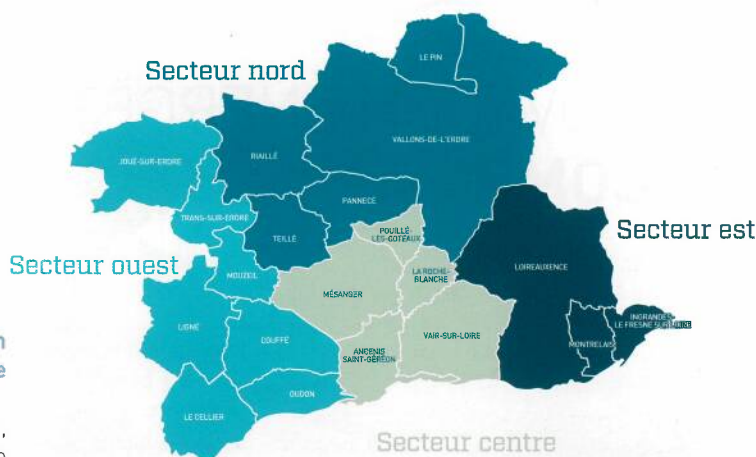 LE PIN
Secteur nord
VALLONS-DE-L'ERDRE
RIAILLÉ
JOUÉ-SUR-ERDRE
PANNECÉ
TRANS-SUR-ERDRE
POUILLÉ-
LES-COTEAUX
Secteur est
TEILLÉ
Secteur ouest
MOUZEIL
LA ROCHE-
BLANCHE
LOIREAUXENCE
MÉSANGER
INGRANDES-
LE FRESNE SUR LOIRE
LIGNÉ
COUFFÉ
VAIR-SUR-LOIRE
MONTRELAIS
ANCENIS
SAINT-GÉRÉON
OUDON
LE CELLIER
Secteur centre